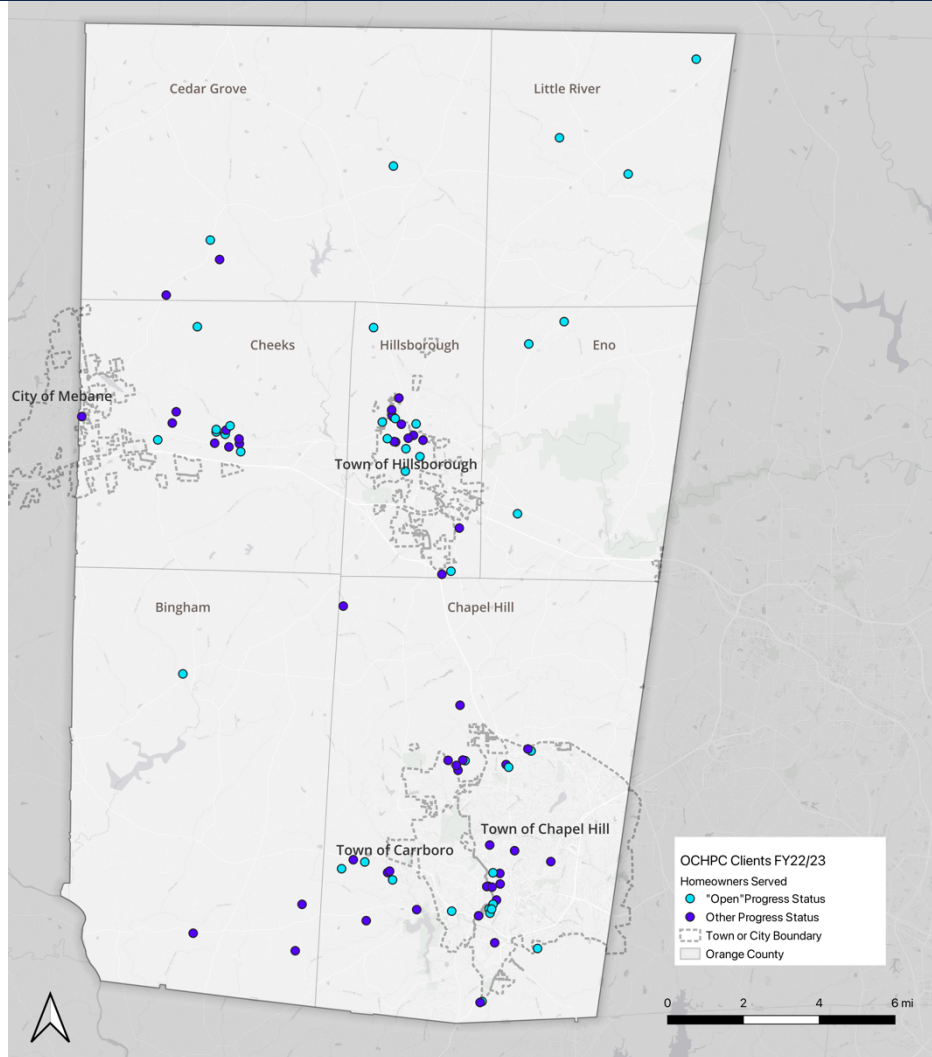 Cedar Grove
Little River
Cheeks
Hillsborough
Eno
City of Mebane
Town of Hillsborough
Bingham
Chapel Hill
Town of Chapel Hill
Town of Carrboro
OCHPC Clients FY22/23
Homeowners Served
"Open"Progress Status
Other Progress Status
Town or City Boundary
Orange County
0 2 4 6 mi